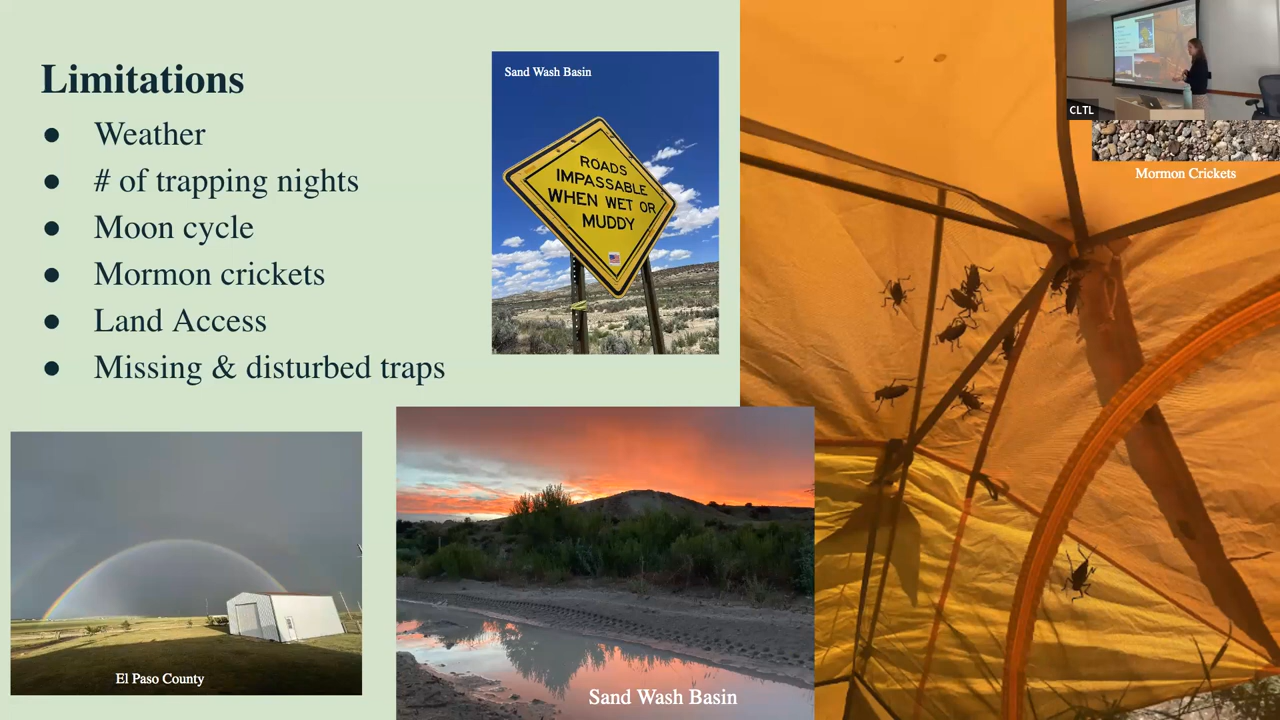 Limitations
● Weather
● # of trapping nights
● Moon cycle
● Mormon crickets
● Land Access
● Missing & disturbed traps
Sand Wash Basin
ROADS
IMPASSABLE
WHEN WET OR
MUDDY
CLTL
Mormon Crickets
El Paso County
Sand Wash Basin